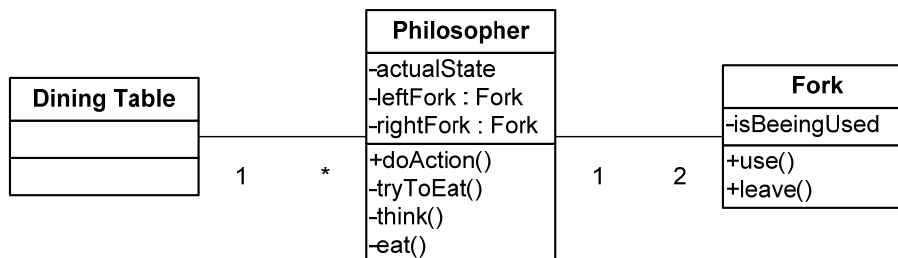 Dining Table
1
*
Philosopher
-actualState
-leftFork : Fork
-rightFork : Fork
+doAction()
-tryToEat()
-think()
-eat()
1
2
Fork
-isBeeingUsed
+use()
+leave()